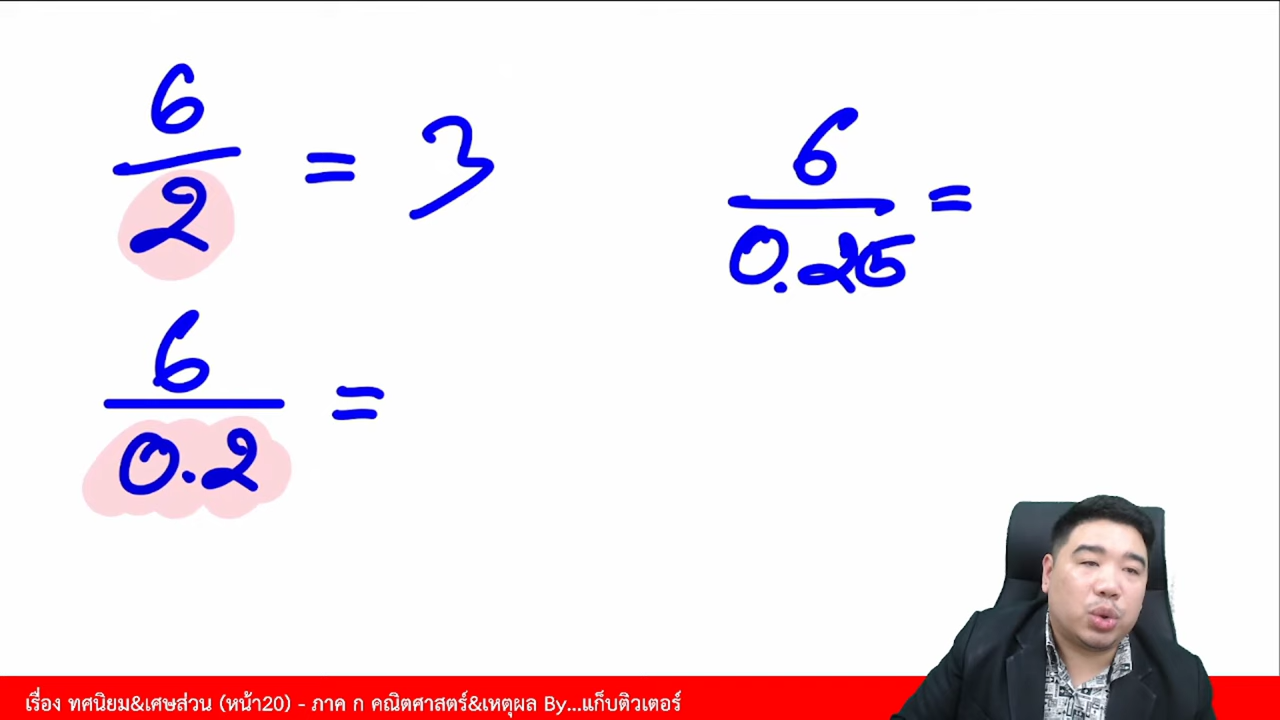 6/2 = 3
6/0.2 =
6/0.25 =
เรื่อง ทศนิยม&เศษส่วน (หน้า20) - ภาค ก คณิตศาสตร์&เหตุผล By...แก็บติวเตอร์